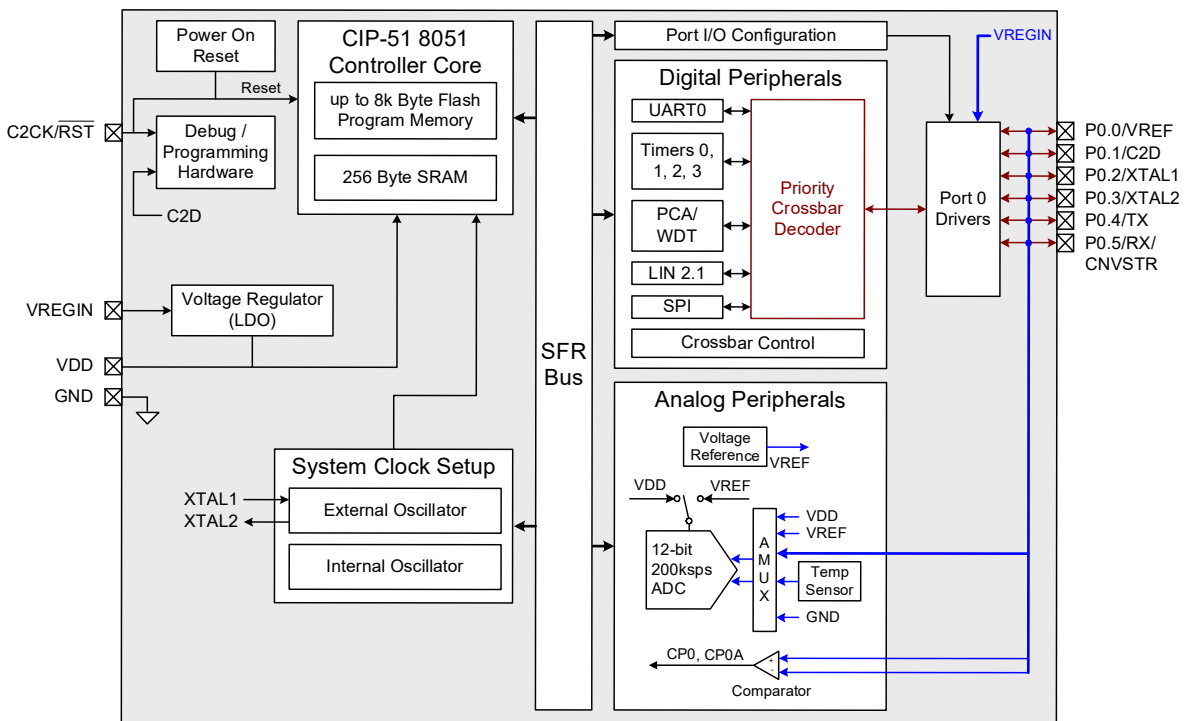 Power On
Reset
Reset
C2CK/RST
Debug /
Programming
Hardware
C2D
CIP-51 8051
Controller Core
up to 8k Byte Flash
Program Memory
256 Byte SRAM
VREGIN
Voltage Regulator
(LDO)
VDD
GND
System Clock Setup
XTAL1
XTAL2
External Oscillator
Internal Oscillator
SFR
Bus
Port I/O Configuration
Digital Peripherals
UART0
Timers 0,
1, 2, 3
PCA/
WDT
LIN 2.1
SPI
Priority
Crossbar
Decoder
Crossbar Control
VREGIN
Port 0
Drivers
P0.0/VREF
P0.1/C2D
P0.2/XTAL1
P0.3/XTAL2
P0.4/TX
P0.5/RX/
CNVSTR
Analog Peripherals
Voltage
Reference
VREF
VDD
VREF
12-bit
200ksps
ADC
A
M
U
X
VDD
VREF
Temp
Sensor
GND
CP0, CP0A
+
-
Comparator